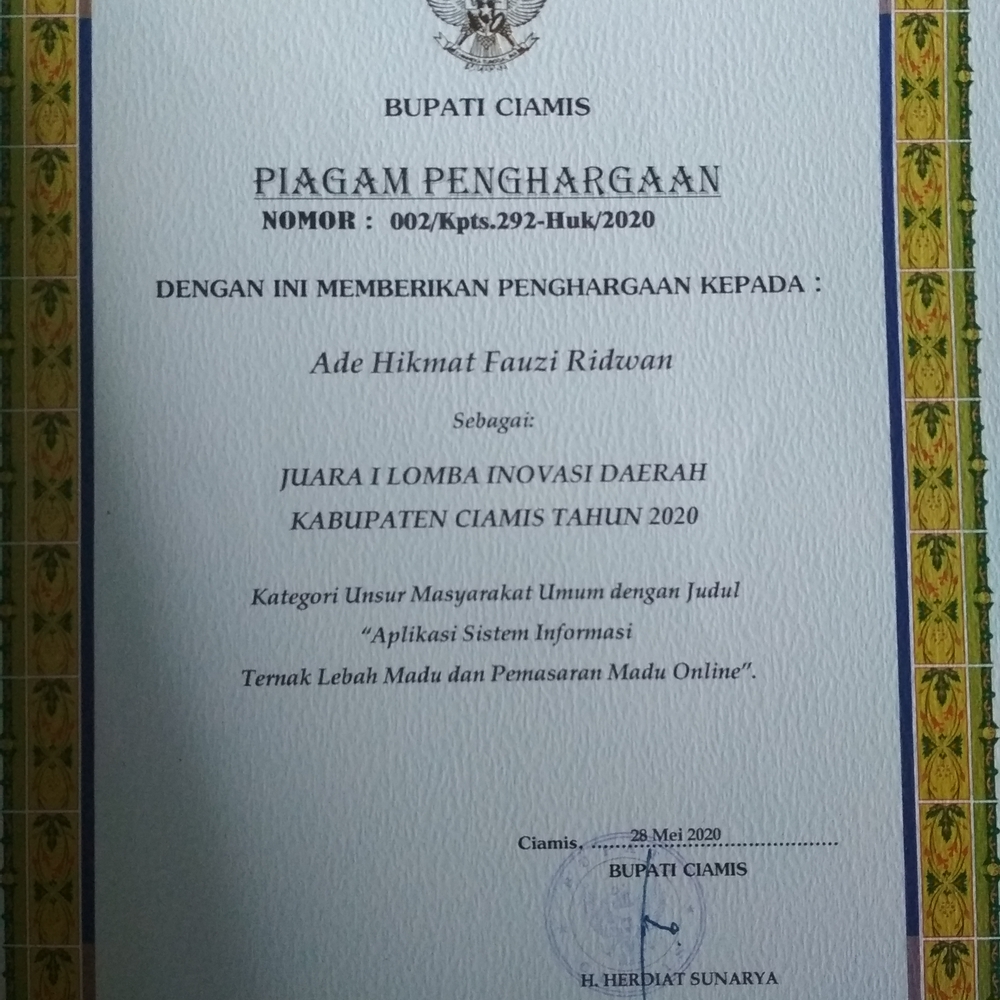 BUPATI CIAMIS
PIAGAM PENGHARGAAN
NOMOR : 002/Kpts.292-Huk/2020
DENGAN INI MEMBERIKAN PENGHARGAAN KEPADA :
Ade Hikmat Fauzi Ridwan
Sebagai:
JUARA I LOMBA INOVASI DAERAH
KABUPATEN CIAMIS TAHUN 2020
Kategori Unsur Masyarakat Umum dengan Judul
“Aplikasi Sistem Informasi
Ternak Lebah Madu dan Pemasaran Madu Online”.
Ciamis, 28 Mei 2020
BUPATI CIAMIS
H. HERDIAT SUNARYA